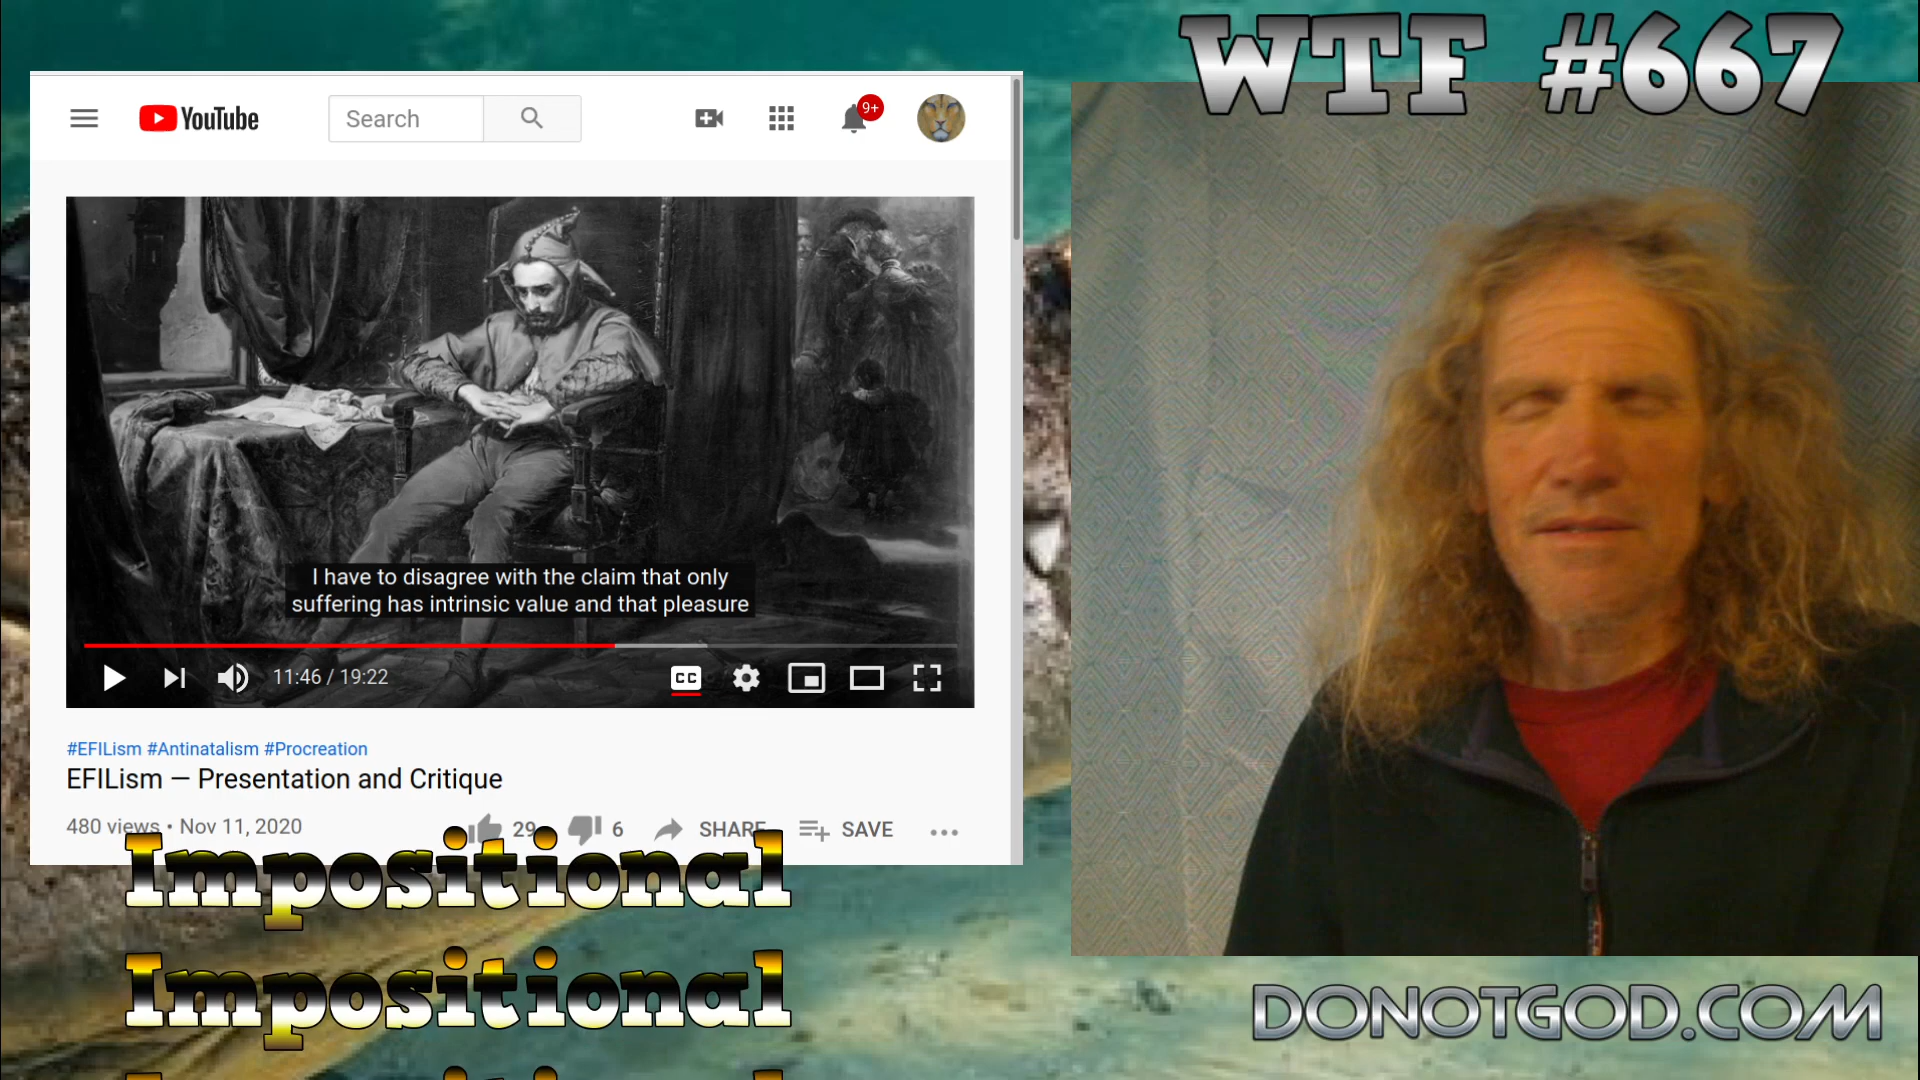 WTF #667
YouTube
Search
9+
I have to disagree with the claim that only
suffering has intrinsic value and that pleasure
11:46 / 19:22
CC
#EFILism #Antinatalism #Procreation
EFILism — Presentation and Critique
480 views • Nov 11, 2020
29
6
SHARE
SAVE
Impositional
Impositional
DONOTGOD.COM